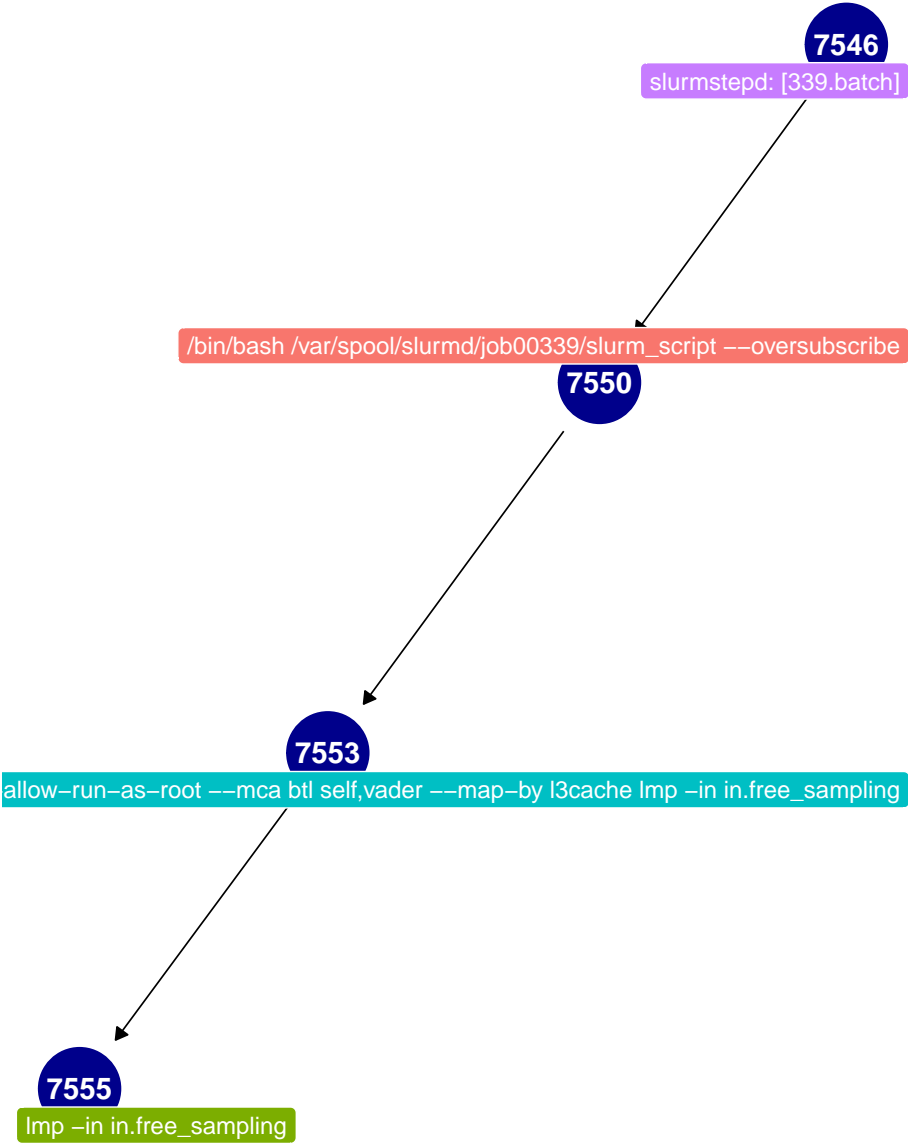 7546
slurmstepd: [339.batch]
/bin/bash /var/spool/slurmd/job00339/slurm_script −−oversubscribe
7550
7553
allow−run−as−root −−mca btl self,vader −−map−by l3cache lmp −in in.free_sampling
7555
lmp −in in.free_sampling